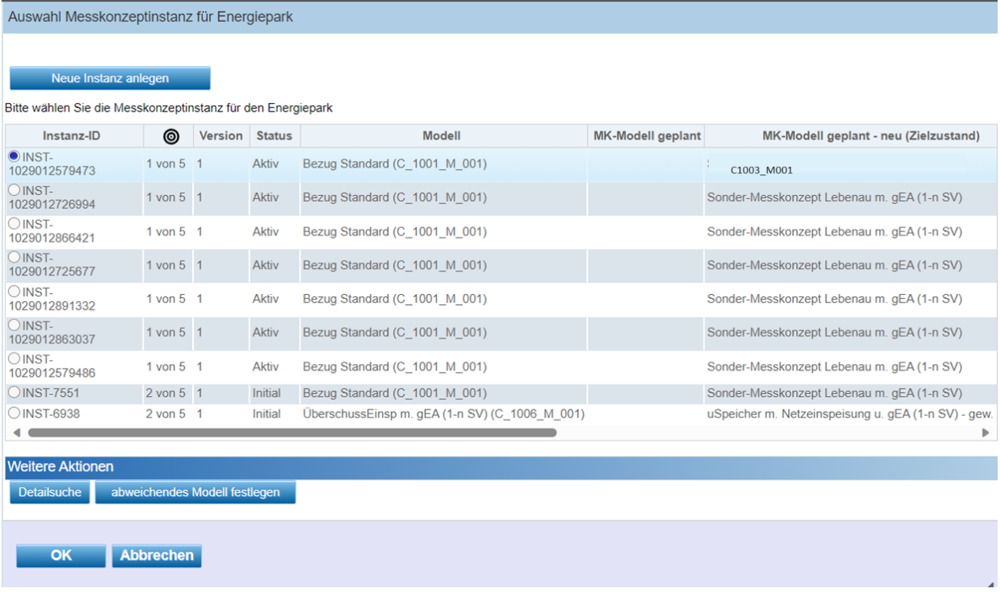 Auswahl Messkonzeptinstanz für Energiepark
Neue Instanz anlegen
Bitte wählen Sie die Messkonzeptinstanz für den Energiepark
Instanz-ID Version Status Modell MK-Modell geplant MK-Modell geplant - neu (Zielzustand)
INST-
1029012579473 1 von 5 1 Aktiv Bezug Standard (C_1001_M_001) C1003_M001
INST-
1029012726994 1 von 5 1 Aktiv Bezug Standard (C_1001_M_001) Sonder-Messkonzept Lebenau m. gEA (1-n SV)
INST-
1029012866421 1 von 5 1 Aktiv Bezug Standard (C_1001_M_001) Sonder-Messkonzept Lebenau m. gEA (1-n SV)
INST-
1029012725677 1 von 5 1 Aktiv Bezug Standard (C_1001_M_001) Sonder-Messkonzept Lebenau m. gEA (1-n SV)
INST-
1029012891332 1 von 5 1 Aktiv Bezug Standard (C_1001_M_001) Sonder-Messkonzept Lebenau m. gEA (1-n SV)
INST-
1029012863037 1 von 5 1 Aktiv Bezug Standard (C_1001_M_001) Sonder-Messkonzept Lebenau m. gEA (1-n SV)
INST-
1029012579486 1 von 5 1 Aktiv Bezug Standard (C_1001_M_001) Sonder-Messkonzept Lebenau m. gEA (1-n SV)
INST-7551 2 von 5 1 Initial Bezug Standard (C_1001_M_001) Sonder-Messkonzept Lebenau m. gEA (1-n SV)
INST-6938 2 von 5 1 Initial ÜberschussEinsp m. gEA (1-n SV) (C_1006_M_001) uSpeicher m. Netzeinspeisung u. gEA (1-n SV) - gew.
Weitere Aktionen
Detailsuche abweichendes Modell festlegen
OK Abbrechen